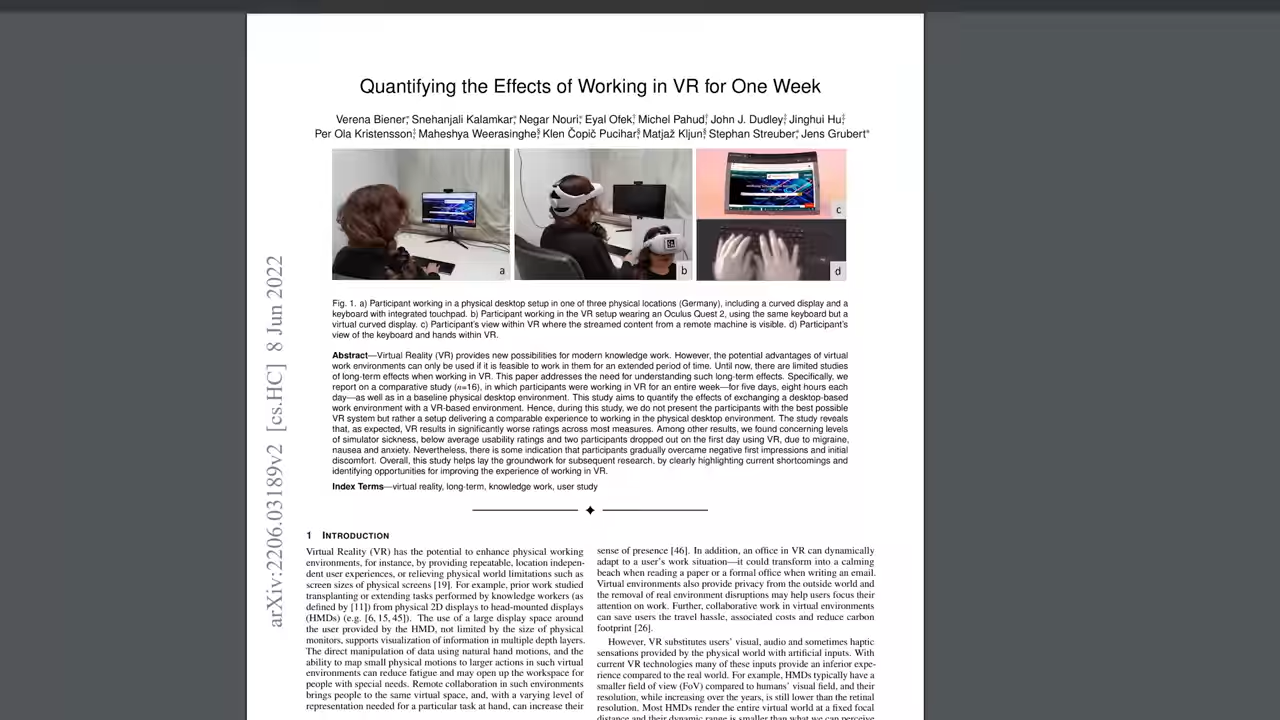 Quantifying the Effects of Working in VR for One Week
Verena Biener*, Snehanjali Kalamkar*, Negar Nouri*, Eyal Ofek†, Michel Pahud†, John J. Dudley‡, Jinghui Hu‡,
Per Ola Kristensson‡, Maheshya Weerasinghe§, Klen Čopič Pucihar§, Matjaž Kljun§, Stephan Streuber*, Jens Grubert*
a
b
c
d
Fig. 1. a) Participant working in a physical desktop setup in one of three physical locations (Germany), including a curved display and a
keyboard with integrated touchpad. b) Participant working in the VR setup wearing an Oculus Quest 2, using the same keyboard but a
virtual curved display. c) Participant's view within VR where the streamed content from a remote machine is visible. d) Participant's
view of the keyboard and hands within VR.
Abstract—Virtual Reality (VR) provides new possibilities for modern knowledge work. However, the potential advantages of virtual
work environments can only be used if it is feasible to work in them for an extended period of time. Until now, there are limited studies
of long-term effects when working in VR. This paper addresses the need for understanding such long-term effects. Specifically, we
report on a comparative study (n=16), in which participants were working in VR for an entire week—for five days, eight hours each
day—as well as in a baseline physical desktop environment. This study aims to quantify the effects of exchanging a desktop-based
work environment with a VR-based environment. Hence, during this study, we do not present the participants with the best possible
VR system but rather a setup delivering a comparable experience to working in the physical desktop environment. The study reveals
that, as expected, VR results in significantly worse ratings across most measures. Among other results, we found concerning levels
of simulator sickness, below average usability ratings and two participants dropped out on the first day using VR, due to migraine,
nausea and anxiety. Nevertheless, there is some indication that participants gradually overcame negative first impressions and initial
discomfort. Overall, this study helps lay the groundwork for subsequent research, by clearly highlighting current shortcomings and
identifying opportunities for improving the experience of working in VR.
Index Terms—virtual reality, long-term, knowledge work, user study
arXiv:2206.03189v2 [cs.HC] 8 Jun 2022
1 INTRODUCTION
Virtual Reality (VR) has the potential to enhance physical working
environments, for instance, by providing repeatable, location indepen-
dent user experiences, or relieving physical world limitations such as
screen sizes of physical screens [19]. For example, prior work studied
transplanting or extending tasks performed by knowledge workers (as
defined by [11]) from physical 2D displays to head-mounted displays
(HMDs) (e.g. [6, 15, 45]). The use of a large display space around
the user provided by the HMD, not limited by the size of physical
monitors, supports visualization of information in multiple depth layers.
The direct manipulation of data using natural hand motions, and the
ability to map small physical motions to larger actions in such virtual
environments can reduce fatigue and may open up the workspace for
people with special needs. Remote collaboration in such environments
brings people to the same virtual space, and, with a varying level of
representation needed for a particular task at hand, can increase their
sense of presence [46]. In addition, an office in VR can dynamically
adapt to a user's work situation—it could transform into a calming
beach when reading a paper or a formal office when writing an email.
Virtual environments also provide privacy from the outside world and
the removal of real environment disruptions may help users focus their
attention on work. Further, collaborative work in virtual environments
can save users the travel hassle, associated costs and reduce carbon
footprint [26].
However, VR substitutes users' visual, audio and sometimes haptic
sensations provided by the physical world with artificial inputs. With
current VR technologies many of these inputs provide an inferior expe-
rience compared to the real world. For example, HMDs typically have a
smaller field of view (FoV) compared to humans' visual field, and their
resolution, while increasing over the years, is still lower than the retinal
resolution. Most HMDs render the entire virtual world at a fixed focal
distance and their dynamic range is smaller than what we can perceive